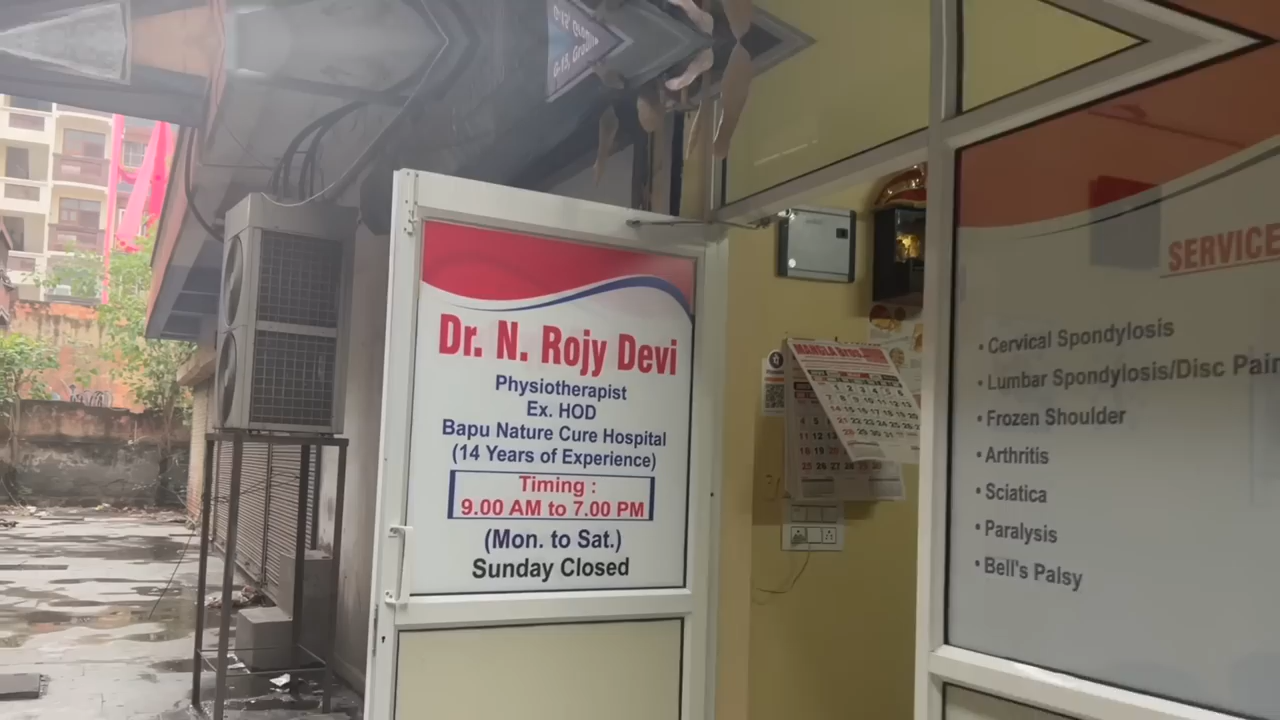 Dr. N. Rojy Devi
Physiotherapist
Ex. HOD
Bapu Nature Cure Hospital
(14 Years of Experience)
Timing :
9.00 AM to 7.00 PM
(Mon. to Sat.)
Sunday Closed
SERVICE
• Cervical Spondylosis
• Lumbar Spondylosis/Disc Pain
• Frozen Shoulder
• Arthritis
• Sciatica
• Paralysis
• Bell's Palsy